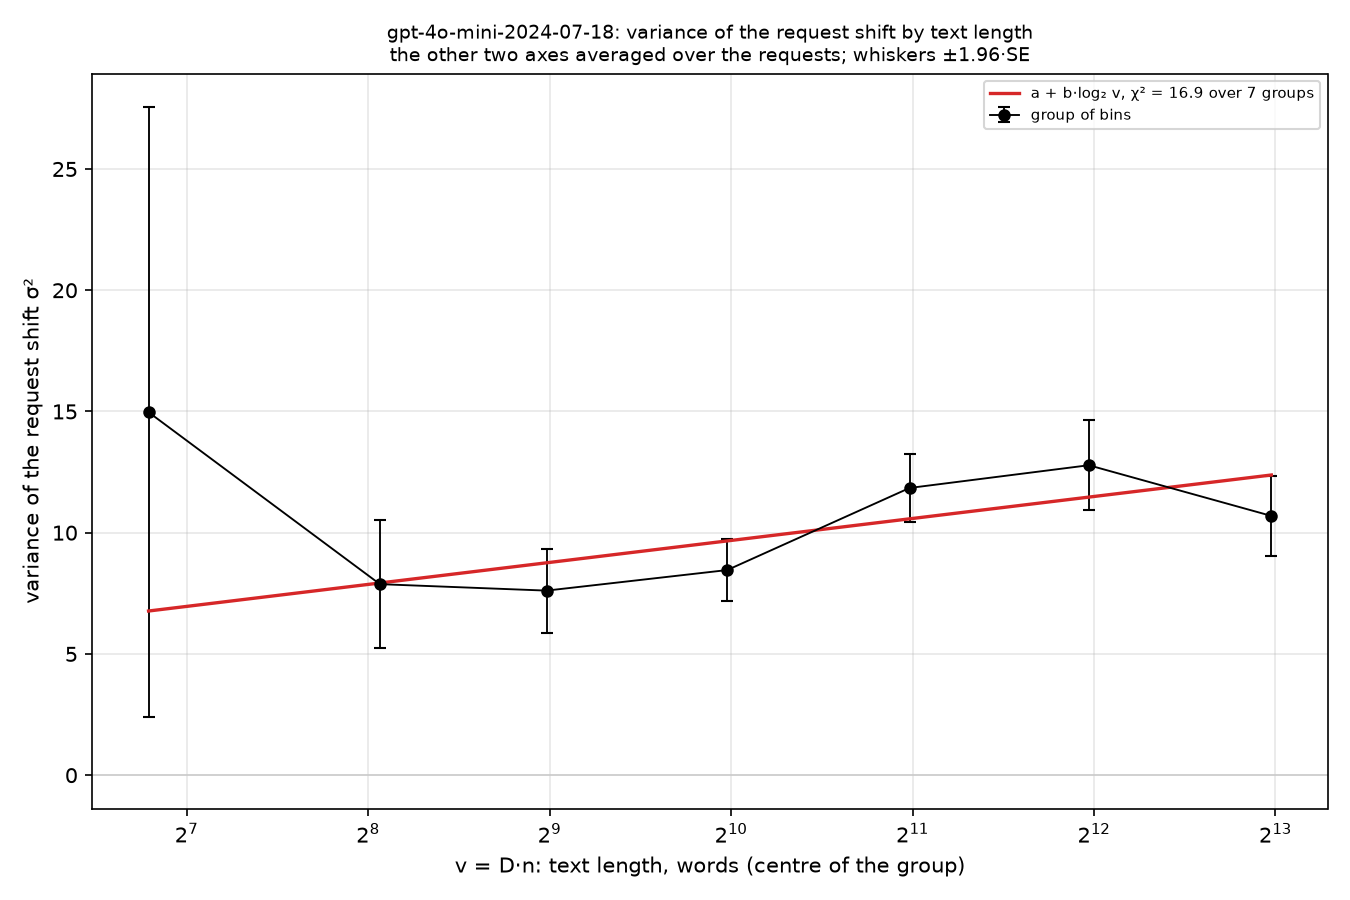 gpt-4o-mini-2024-07-18: variance of the request shift by text length
the other two axes averaged over the requests; whiskers ±1.96·SE
a + b·log₂ v, χ² = 16.9 over 7 groups
group of bins
variance of the request shift σ²
25
20
15
10
5
0
2⁷ 2⁸ 2⁹ 2¹⁰ 2¹¹ 2¹² 2¹³
v = D·n: text length, words (centre of the group)